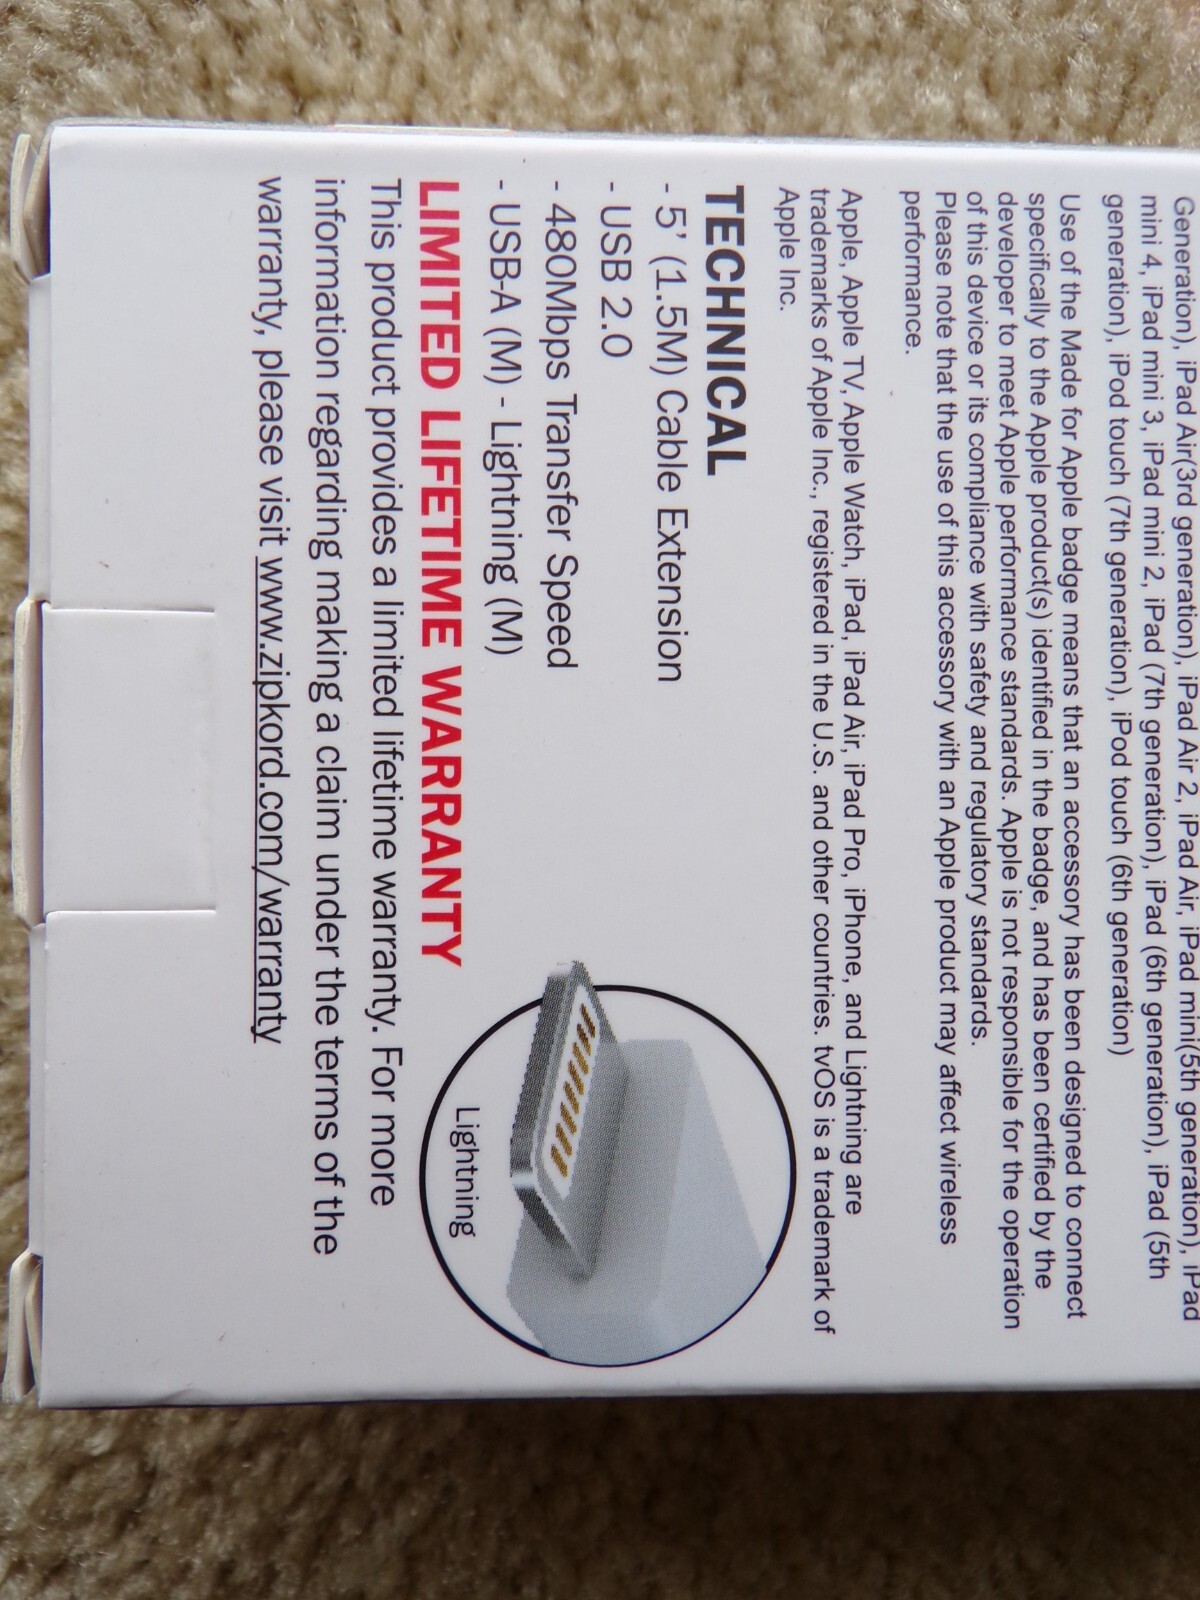 Generation), iPad Air(3rd generation), iPad Air 2, iPad Air, iPad mini(5th generation), iPad
mini 4, iPad mini 3, iPad mini 2, iPad (7th generation), iPad (6th generation), iPad (5th
generation), iPod touch (7th generation), iPod touch (6th generation)
Use of the Made for Apple badge means that an accessory has been designed to connect
specifically to the Apple product(s) identified in the badge, and has been certified by the
developer to meet Apple performance standards. Apple is not responsible for the operation
of this device or its compliance with safety and regulatory standards.
Please note that the use of this accessory with an Apple product may affect wireless
performance.
Apple, Apple TV, Apple Watch, iPad, iPad Air, iPad Pro, iPhone, and Lightning are
trademarks of Apple Inc., registered in the U.S. and other countries. tvOS is a trademark of
Apple Inc.
TECHNICAL
- 5’ (1.5M) Cable Extension
- USB 2.0
- 480Mbps Transfer Speed
- USB-A (M) - Lightning (M)
Lightning
LIMITED LIFETIME WARRANTY
This product provides a limited lifetime warranty. For more
information regarding making a claim under the terms of the
warranty, please visit www.zipkord.com/warranty